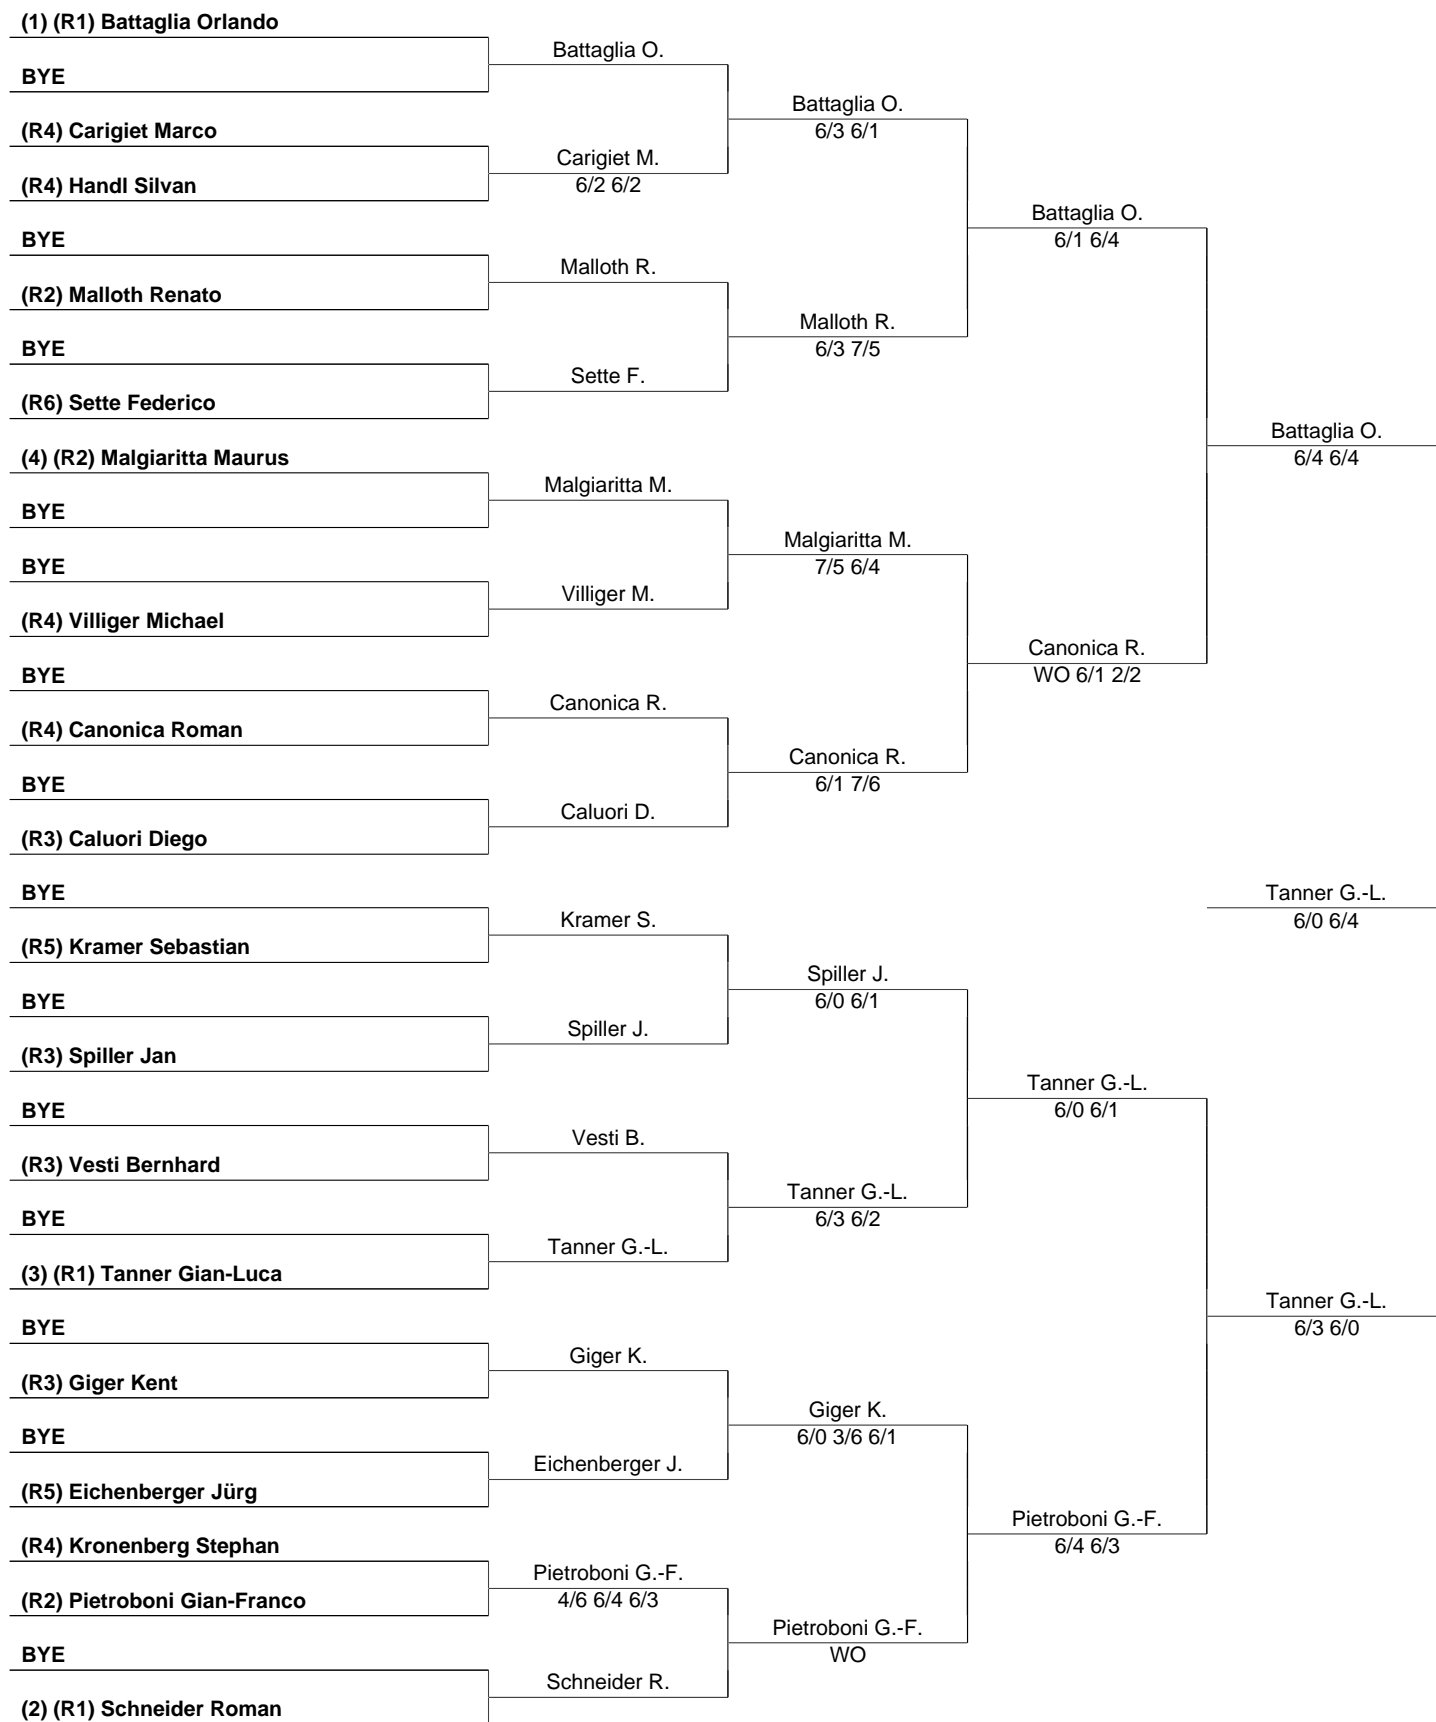 (1) (R1) Battaglia Orlando
BYE
(R4) Carigiet Marco
(R4) Handl Silvan
BYE
(R2) Malloth Renato
BYE
(R6) Sette Federico
(4) (R2) Malgiaritta Maurus
BYE
BYE
(R4) Villiger Michael
BYE
(R4) Canonica Roman
BYE
(R3) Caluori Diego
BYE
(R5) Kramer Sebastian
BYE
(R3) Spiller Jan
BYE
(R3) Vesti Bernhard
BYE
(3) (R1) Tanner Gian-Luca
BYE
(R3) Giger Kent
BYE
(R5) Eichenberger Jürg
(R4) Kronenberg Stephan
(R2) Pietroboni Gian-Franco
BYE
(2) (R1) Schneider Roman
Battaglia O.
Carigiet M.
6/2 6/2
Malloth R.
Sette F.
Malgiaritta M.
Villiger M.
Canonica R.
Caluori D.
Kramer S.
Spiller J.
Vesti B.
Tanner G.-L.
Giger K.
Eichenberger J.
Pietroboni G.-F.
4/6 6/4 6/3
Schneider R.
Battaglia O.
6/3 6/1
Malloth R.
6/3 7/5
Malgiaritta M.
7/5 6/4
Canonica R.
6/1 7/6
Spiller J.
6/0 6/1
Tanner G.-L.
6/3 6/2
Giger K.
6/0 3/6 6/1
Pietroboni G.-F.
WO
Battaglia O.
6/1 6/4
Canonica R.
WO 6/1 2/2
Tanner G.-L.
6/0 6/1
Pietroboni G.-F.
6/4 6/3
Battaglia O.
6/4 6/4
Tanner G.-L.
6/0 6/4
Tanner G.-L.
6/3 6/0